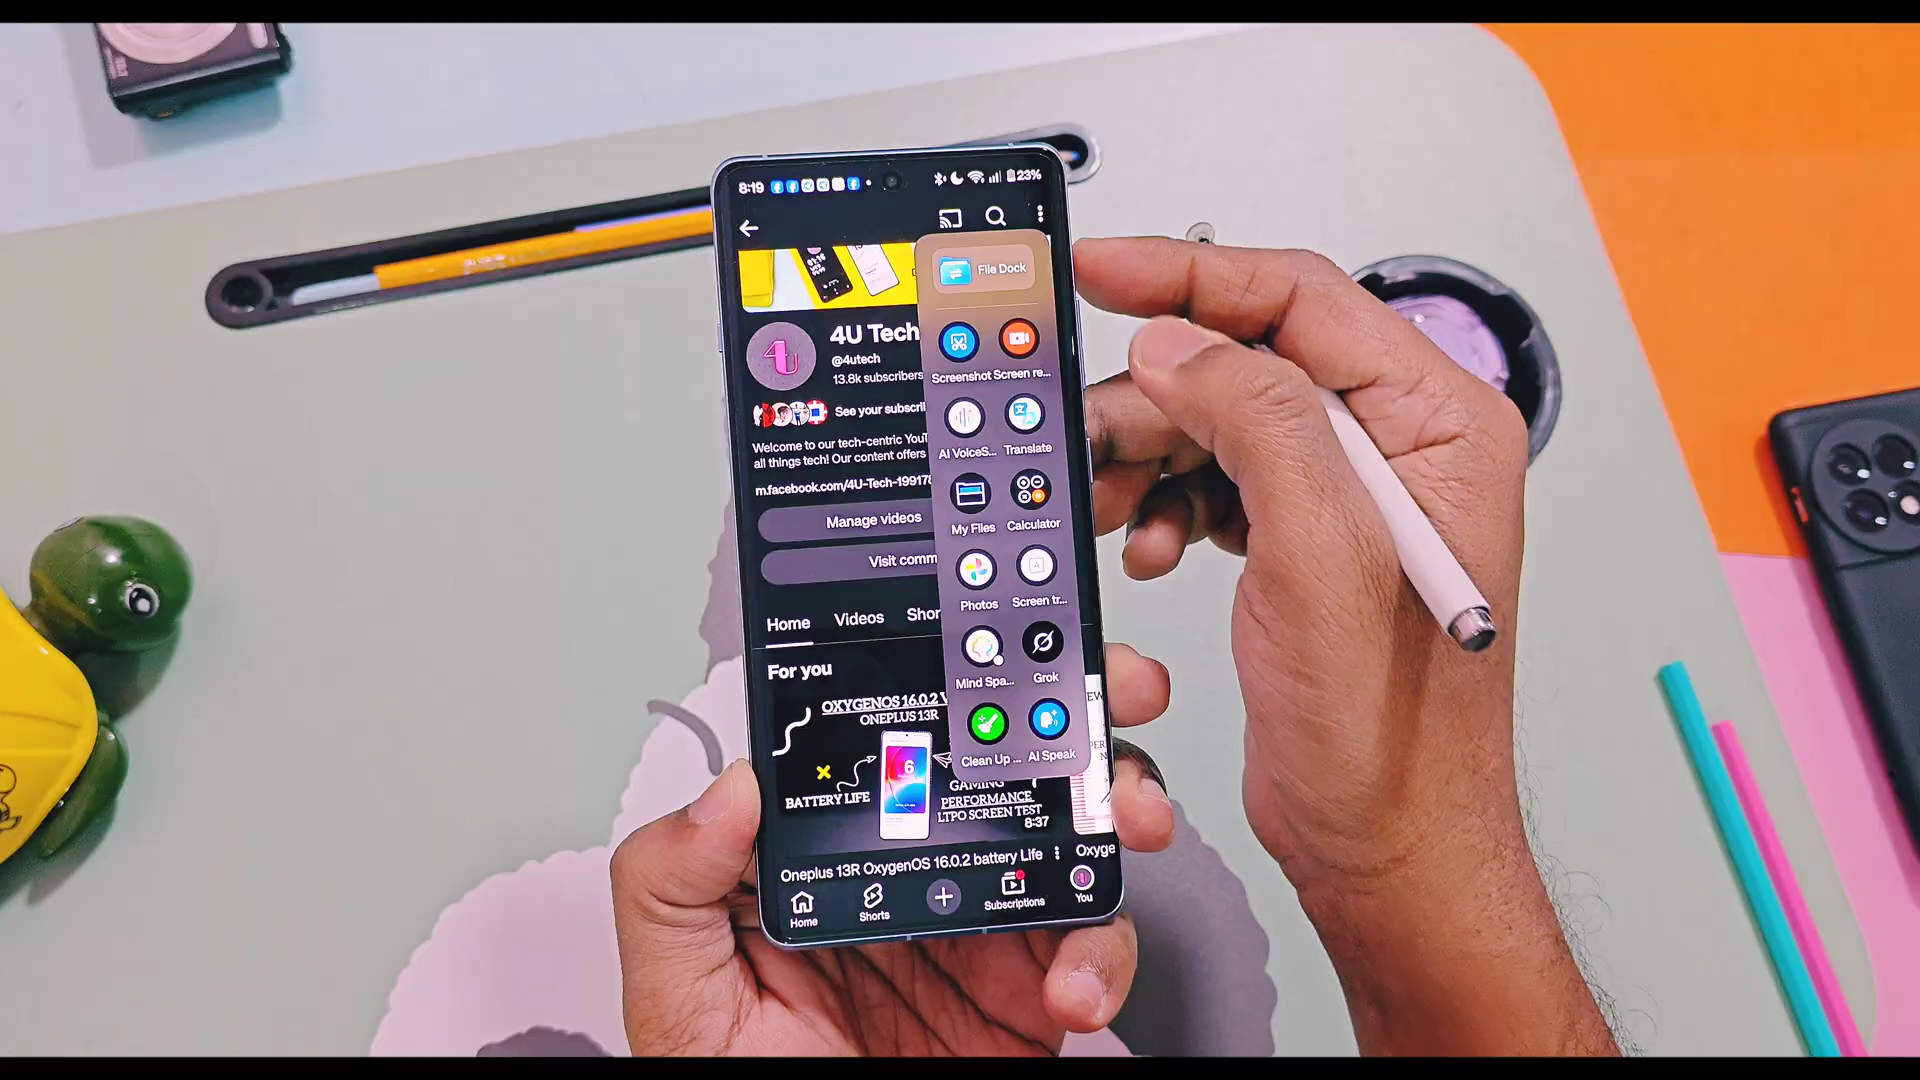 8:19
23%
File Dock
4U Tech
@4utech
13.8k subscribers
Screenshot Screen re...
See your subscri
AI VoiceS... Translate
Welcome to our tech-centric You
all things tech! Our content offers
m.facebook.com/4U-Tech-19917
My Files Calculator
Manage videos
Visit comm
Photos Screen tr...
Home Videos Shor
Mind Spa... Grok
For you
Clean Up ... AI Speak
OXYGENOS 16.0.2 V
ONEPLUS 13R
BATTERY LIFE
GAMING
PERFORMANCE
LTPO SCREEN TEST
8:37
Oneplus 13R OxygenOS 16.0.2 battery Life
Oxyge
Home Shorts Subscriptions You